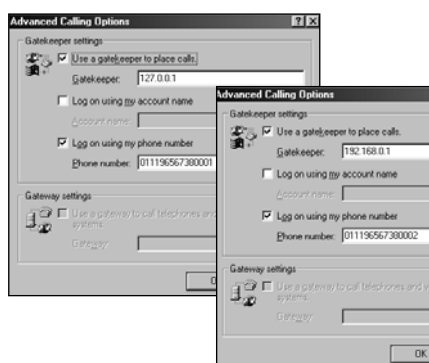 Advanced Calling Options
Gatekeeper settings
Use a gatekeeper to place calls.
Gatekeeper: 127.0.0.1
Log on using my account name
Account name:
Log on using my phone number
Phone number: 011196567380001
Gateway settings
Use a gateway to call telephones and
systems.
Gateway:
Advanced Calling Options
Gatekeeper settings
Use a gatekeeper to place calls.
Gatekeeper: 192.168.0.1
Log on using my account name
Account name:
Log on using my phone number
Phone number: 011196567380002
Gateway settings
Use a gateway to call telephones and
systems.
Gateway:
OK